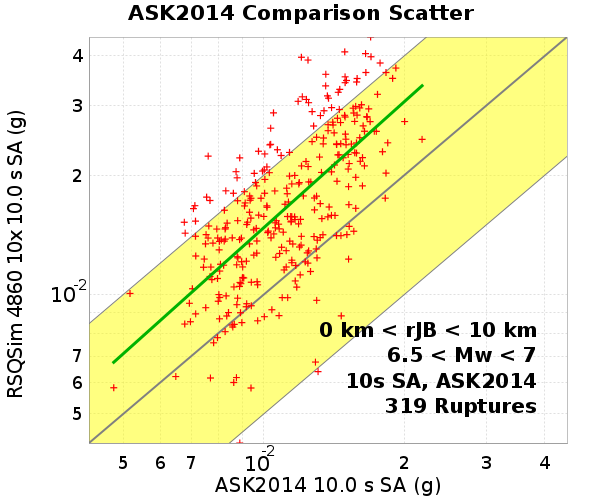 ASK2014 Comparison Scatter
RSQSim 4860 10x 10.0 s SA (g)
4
3
2
10-2
7
6
5
0 km < rJB < 10 km
6.5 < Mw < 7
10s SA, ASK2014
319 Ruptures
5 6 7 10-2 2 3 4
ASK2014 10.0 s SA (g)